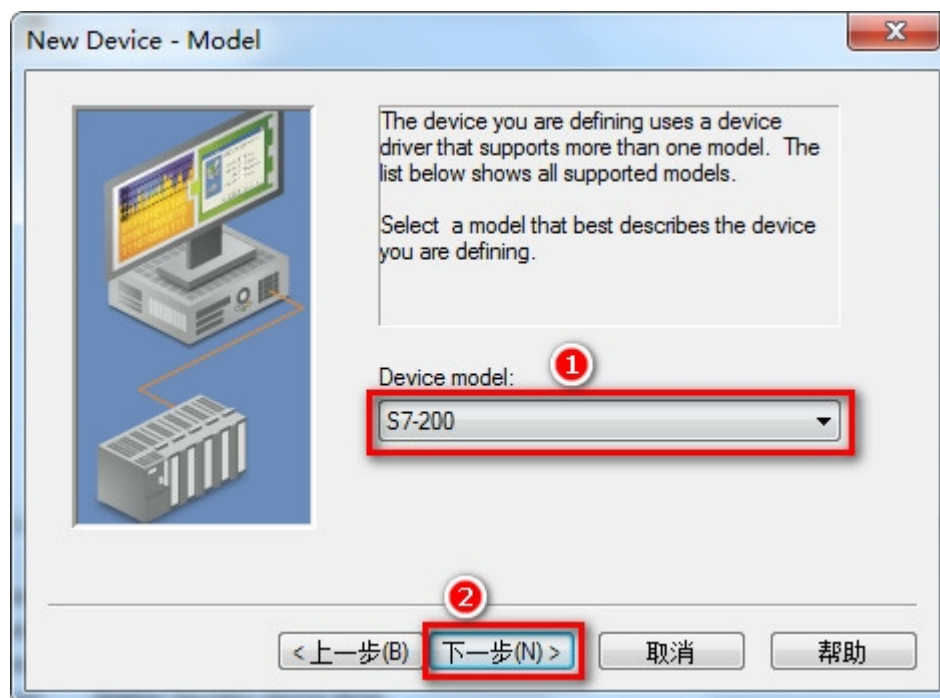 New Device - Model
The device you are defining uses a device
driver that supports more than one model. The
list below shows all supported models.
Select a model that best describes the device
you are defining.
Device model:
1
S7-200
2
<上一步(B)
下一步(N)>
取消
帮助